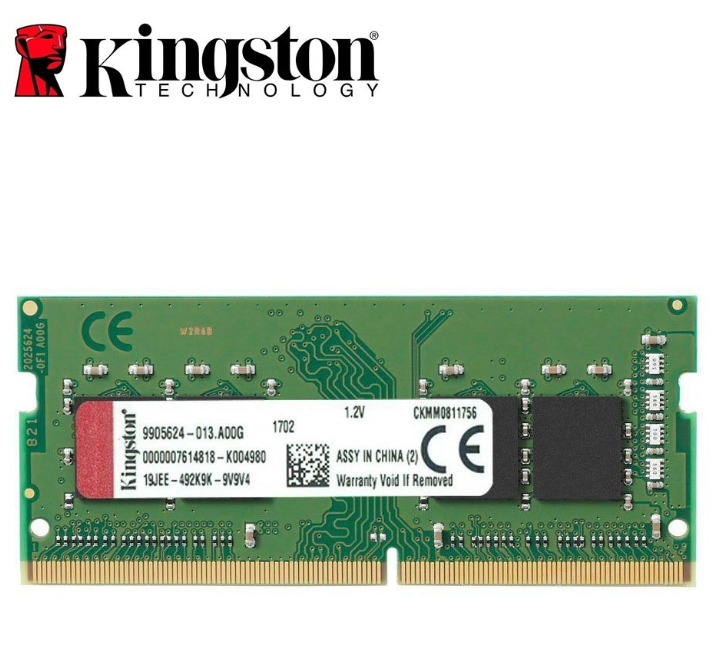 Kingston®
TECHNOLOGY
2025624
-0F1 A00G
W2R6B
821
Kingston
9905624-013.A00G
1702
1.2V
CKMM0811756
0000007614818-K004980
ASSY IN CHINA (2)
19JEE-492K9K-9V9V4
Warranty Void If Removed
CE
CE